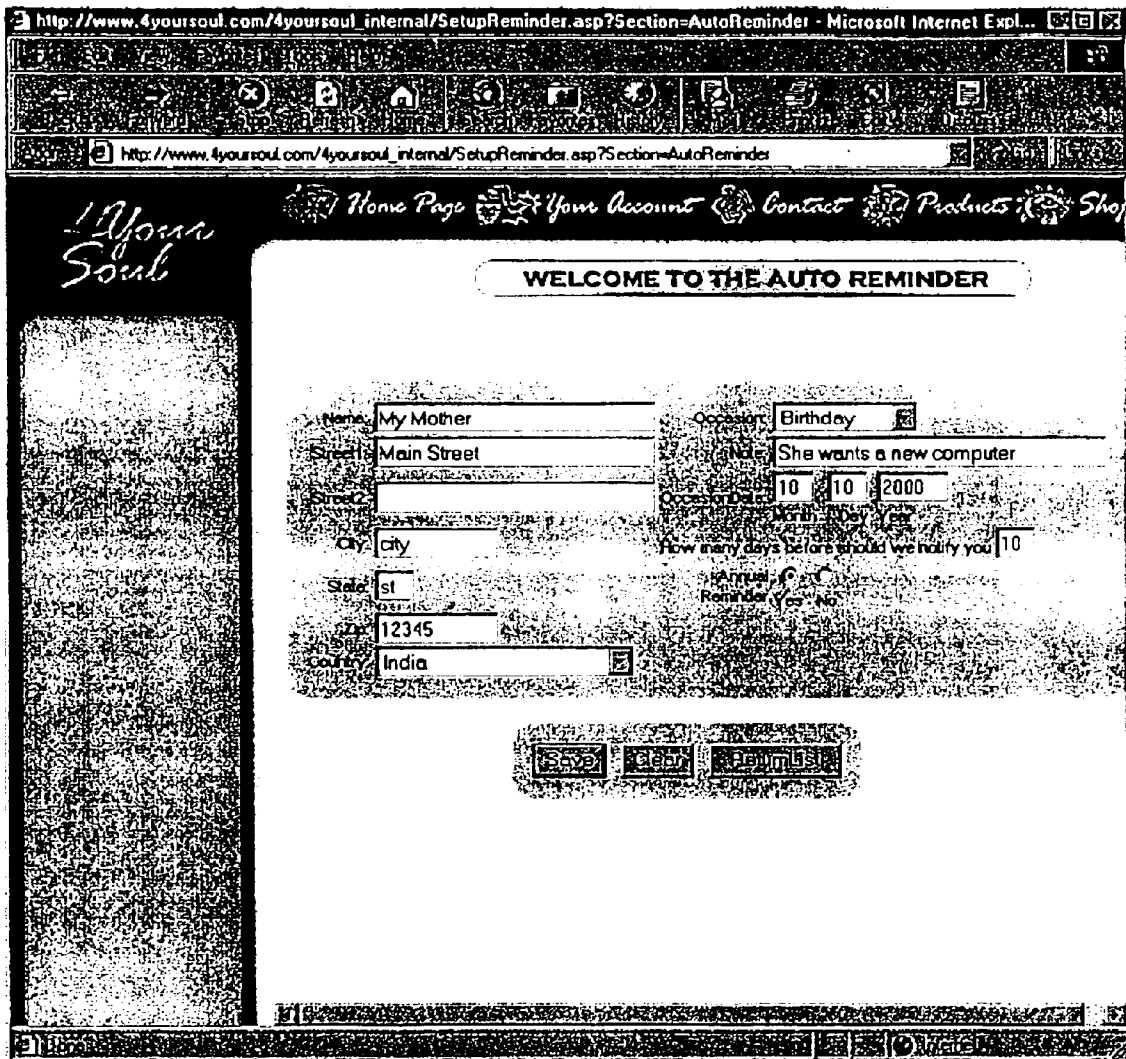 http://www.4yoursoul.com/4yoursoul_internal/SetupReminder.asp?Section=AutoReminder - Microsoft Internet Expl...
http://www.4yoursoul.com/4yoursoul_internal/SetupReminder.asp?Section=AutoReminder
Home Page Your Account Contact Products Shop
4 Your
Soul
WELCOME TO THE AUTO REMINDER
Name: My Mother
Occasion: Birthday
Street1: Main Street
Note: She wants a new computer
Street2:
OccasionDate: 10 10 2000
Month Day Year
City: city
How many days before should we notify you 10
State: st
Annual
Reminder Yes No
Zip: 12345
Country: India
Save Clear ReturnList